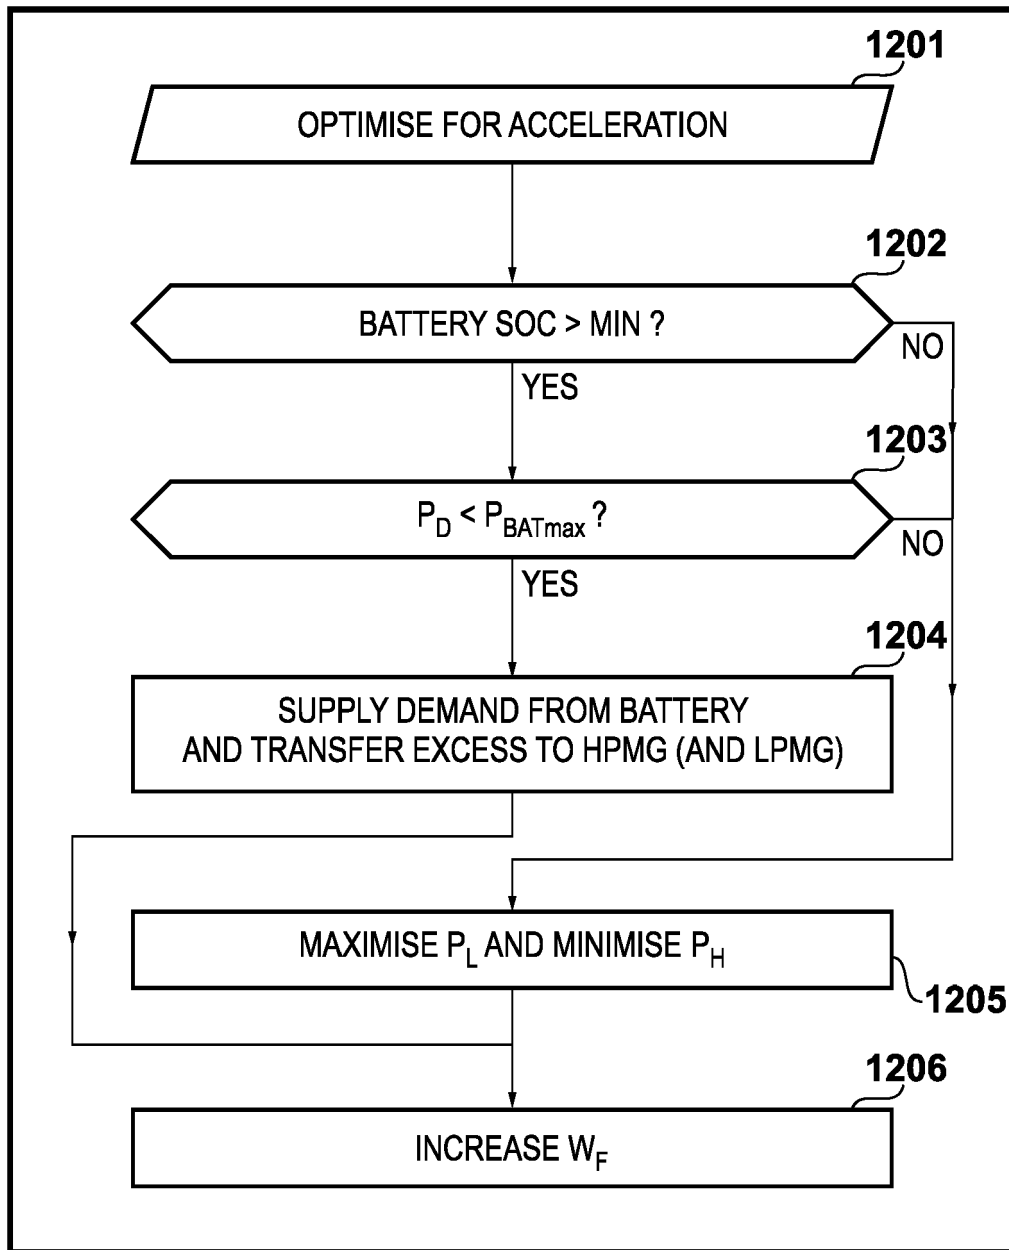 1201
OPTIMISE FOR ACCELERATION
1202
BATTERY SOC > MIN ?
NO
YES
1203
P_D < P_BATmax ?
NO
YES
1204
SUPPLY DEMAND FROM BATTERY
AND TRANSFER EXCESS TO HPMG (AND LPMG)
MAXIMISE P_L AND MINIMISE P_H
1205
1206
INCREASE W_F